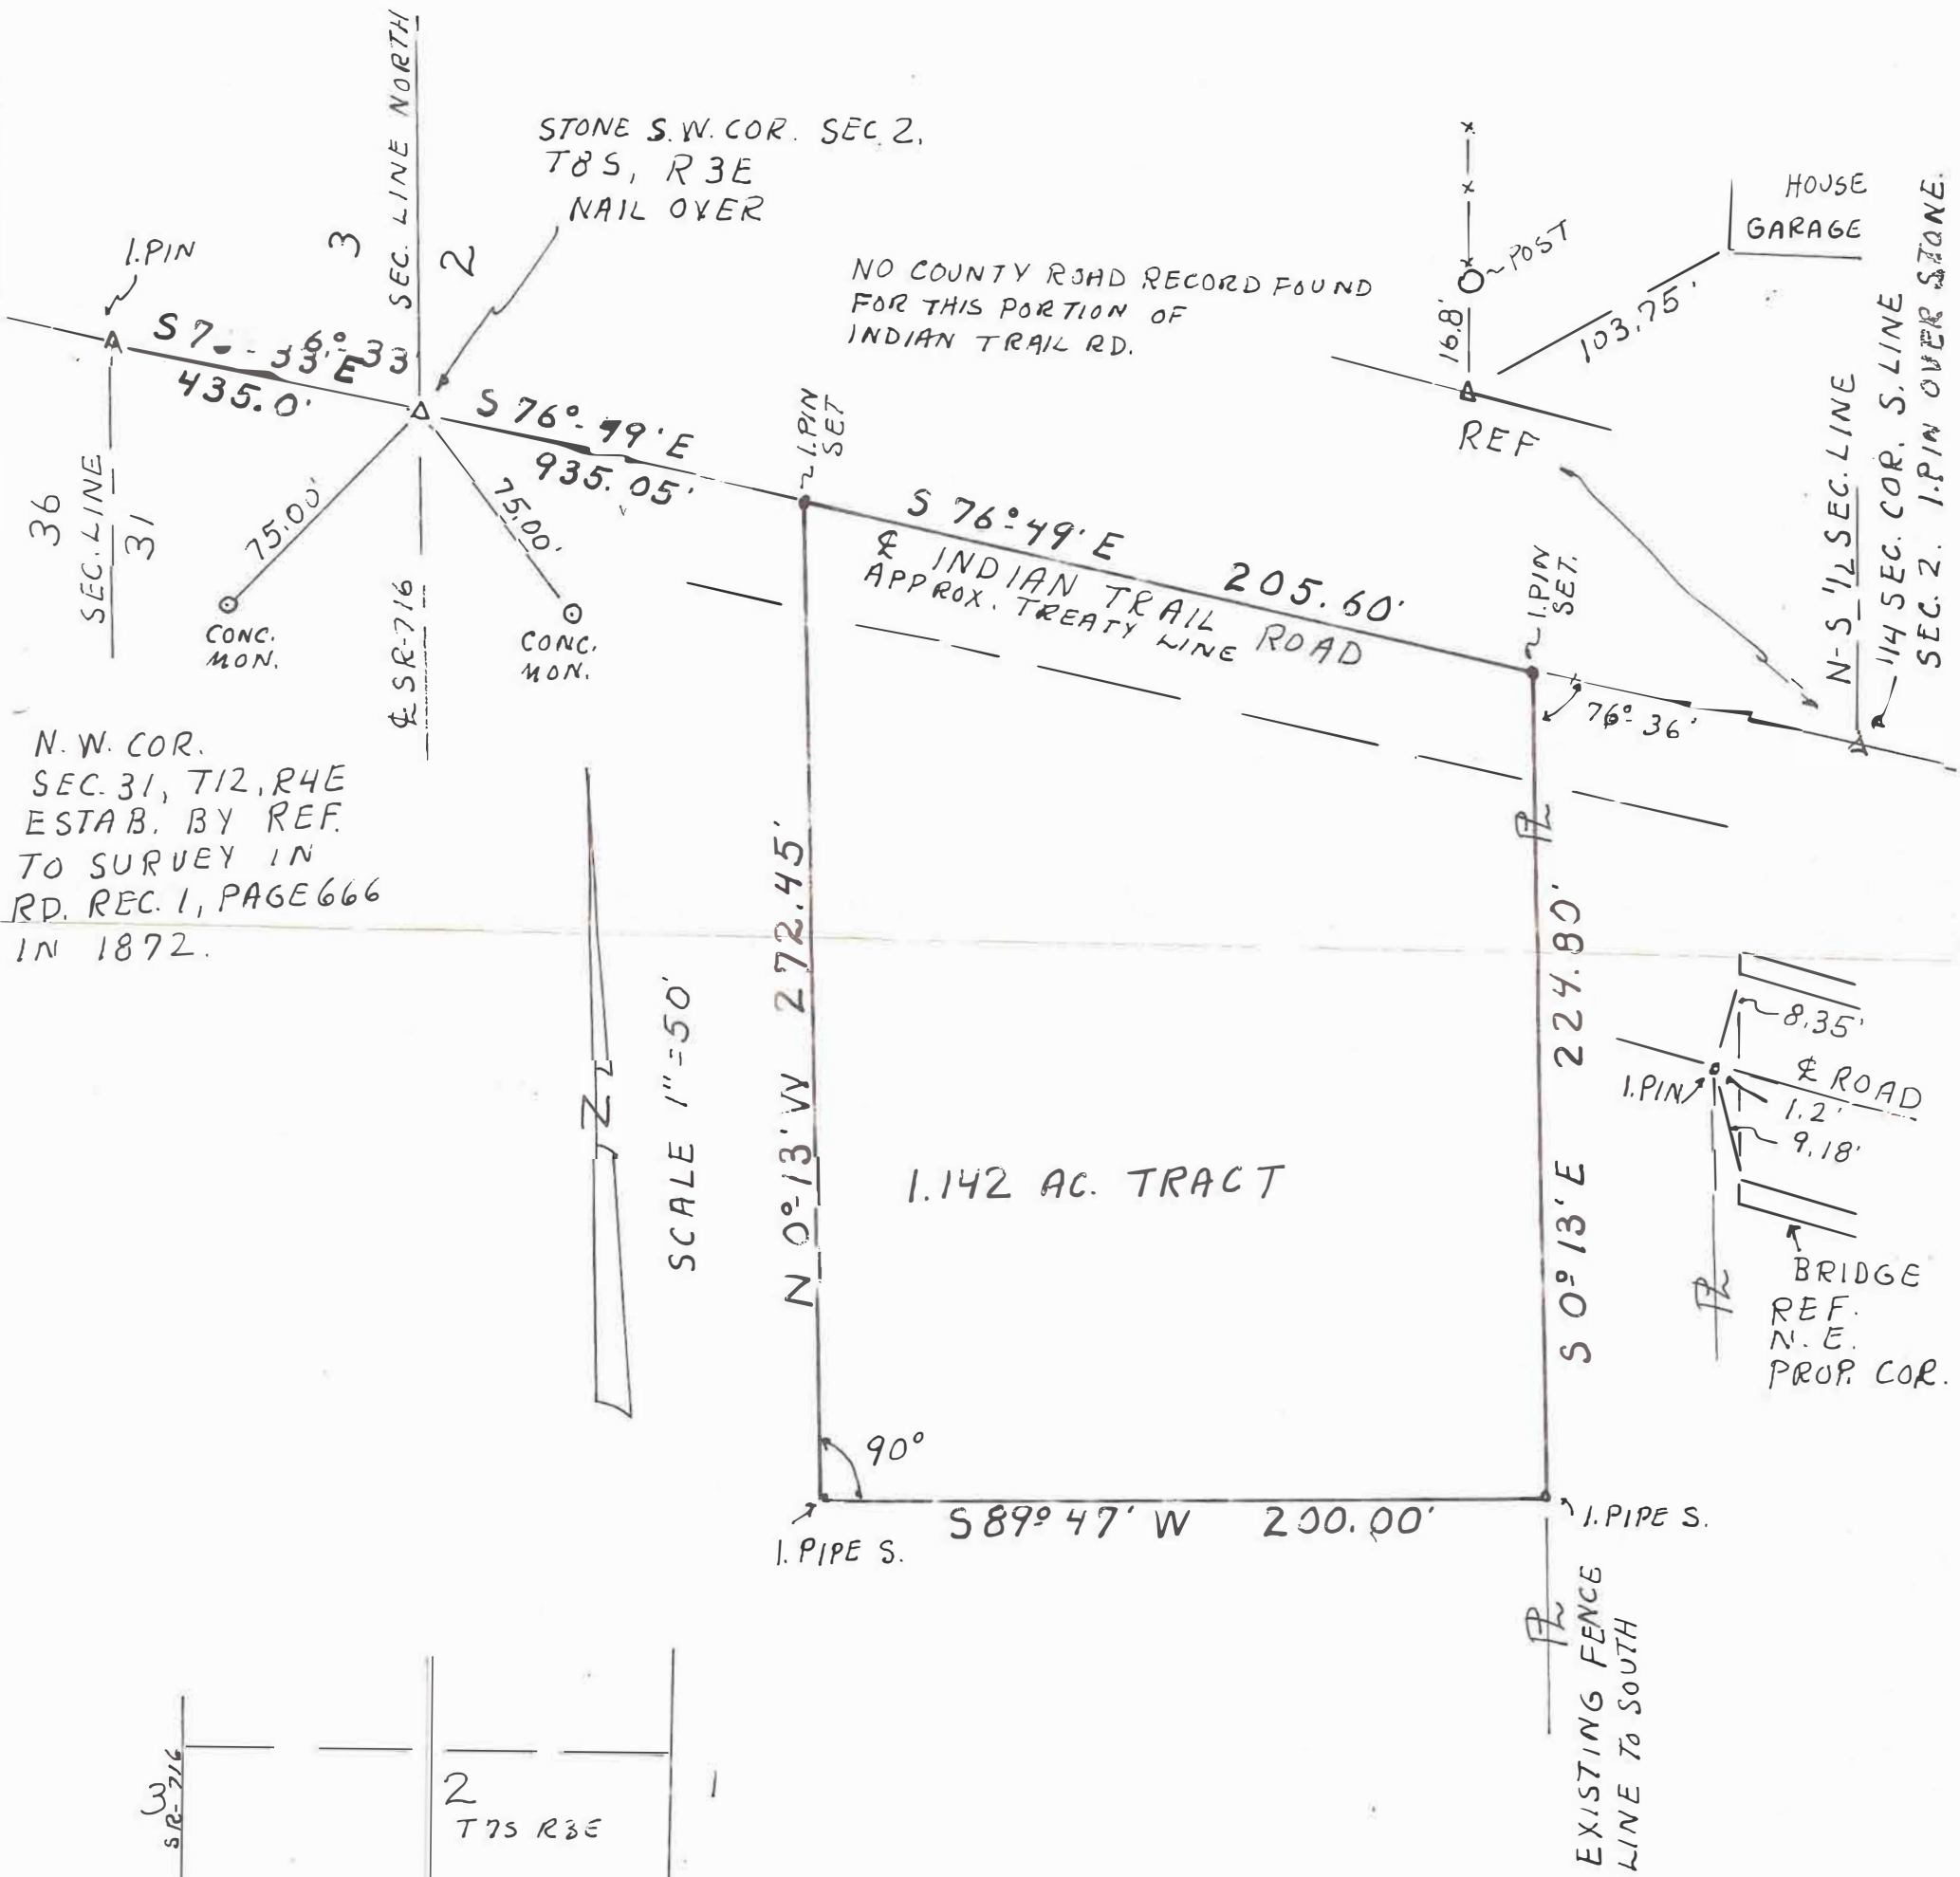 SEC. LINE NORTH
3
2
STONE S.W. COR. SEC. 2,
T8S, R3E
NAIL OVER
I.PIN
435.0'
S 76°-49'E
935.05'
I.PIN
SET
NO COUNTY ROAD RECORD FOUND
FOR THIS PORTION OF
INDIAN TRAIL RD.
16.8'
POST
103.75'
HOUSE
GARAGE
REF
N-S 1/2 SEC. LINE
1/4 SEC. COR. S. LINE
SEC. 2. I.PIN OVER STONE.
36
SEC. LINE
31
75.00'
75.00'
CONC.
MON.
CONC.
MON.
℄ SR-716
S 76°-49' E
205.60'
℄ INDIAN TRAIL ROAD
APPROX. TREATY LINE
I.PIN
SET.
76°-36'
N.W. COR.
SEC. 31, T12, R4E
ESTAB. BY REF.
TO SURVEY IN
RD. REC. 1, PAGE 666
IN 1872.
N
SCALE 1"=50'
N 0°-13' W 272.45'
PL
S 0°-13' E 224.80'
1.142 AC. TRACT
8.35'
℄ ROAD
I.PIN
1.2'
9.18'
PL
BRIDGE
REF.
N.E.
PROP. COR.
90°
I. PIPE S.
S 89° 47' W 200.00'
I. PIPE S.
PL
EXISTING FENCE
LINE TO SOUTH
3
SR-716
2
T7S R3E
1